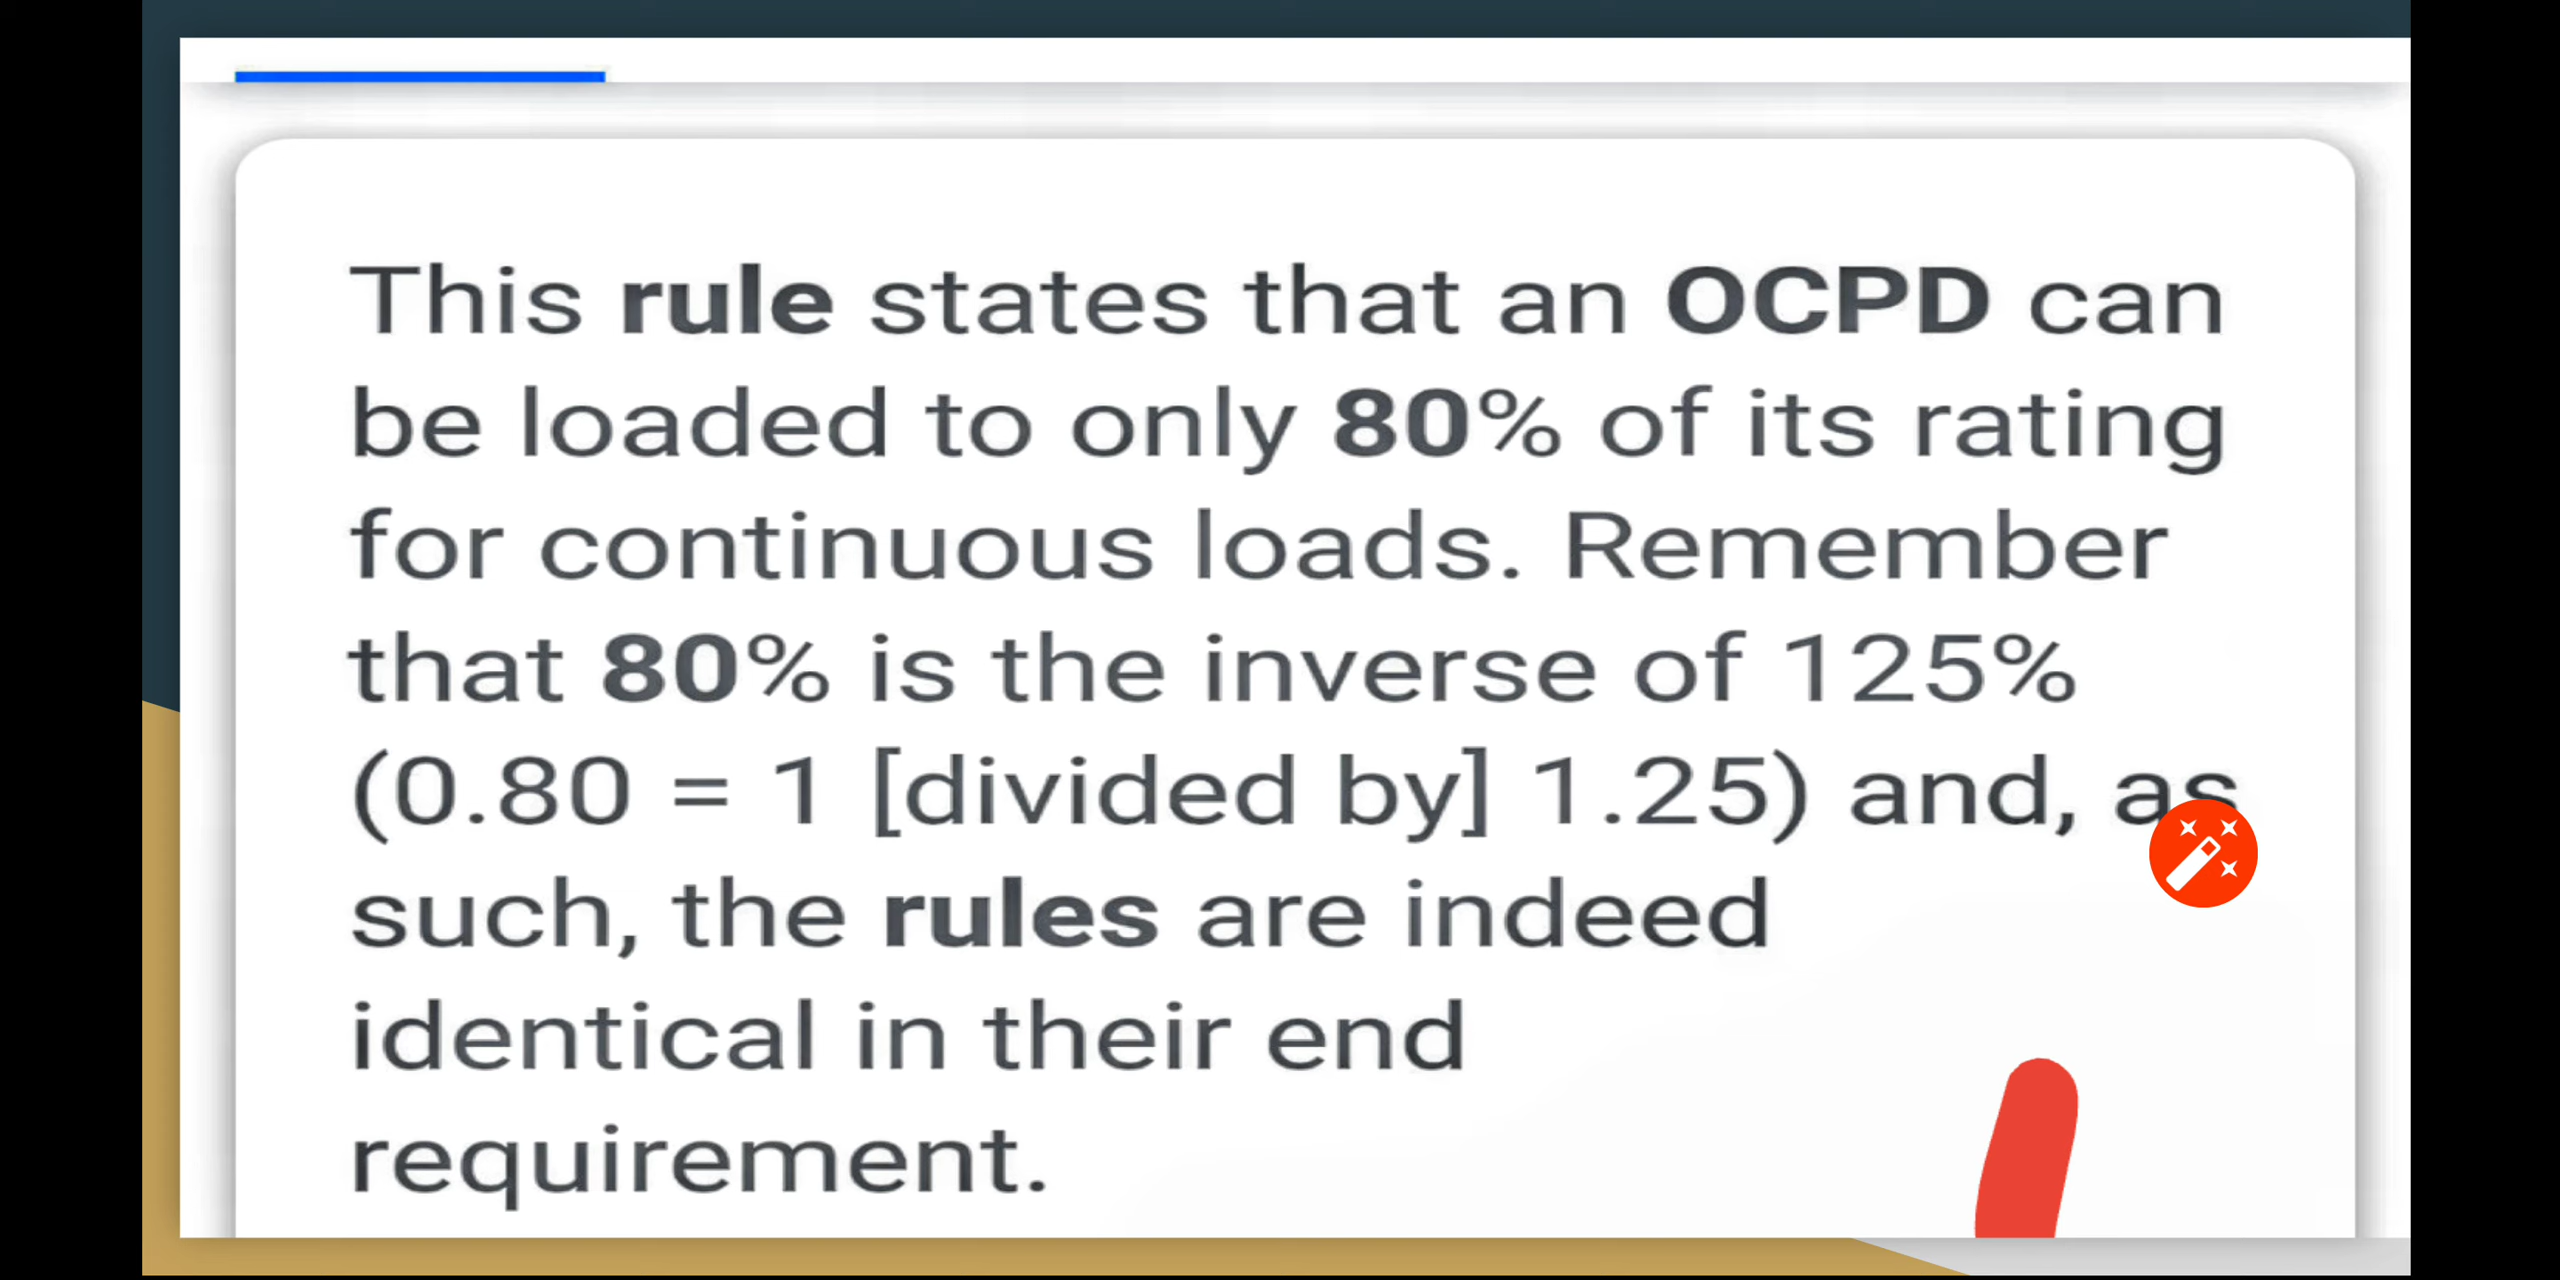 This rule states that an OCPD can
be loaded to only 80% of its rating
for continuous loads. Remember
that 80% is the inverse of 125%
(0.80 = 1 [divided by] 1.25) and, as
such, the rules are indeed
identical in their end
requirement.